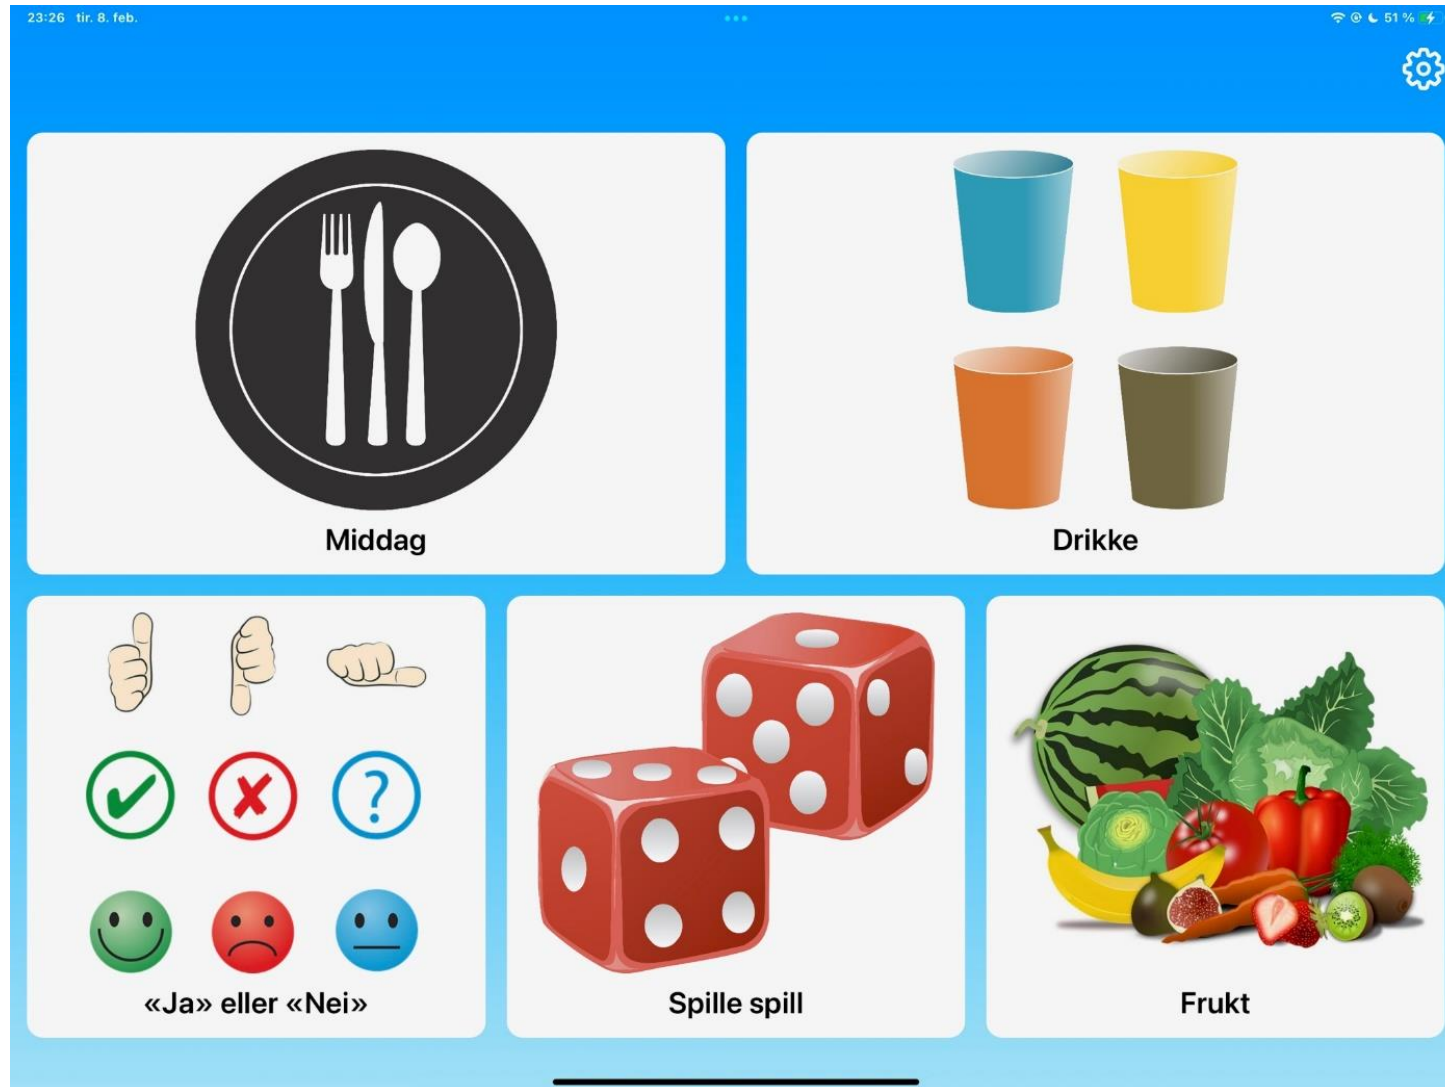 23:26 tir. 8. feb.
51 %
Middag
Drikke
?
«Ja» eller «Nei»
Spille spill
Frukt